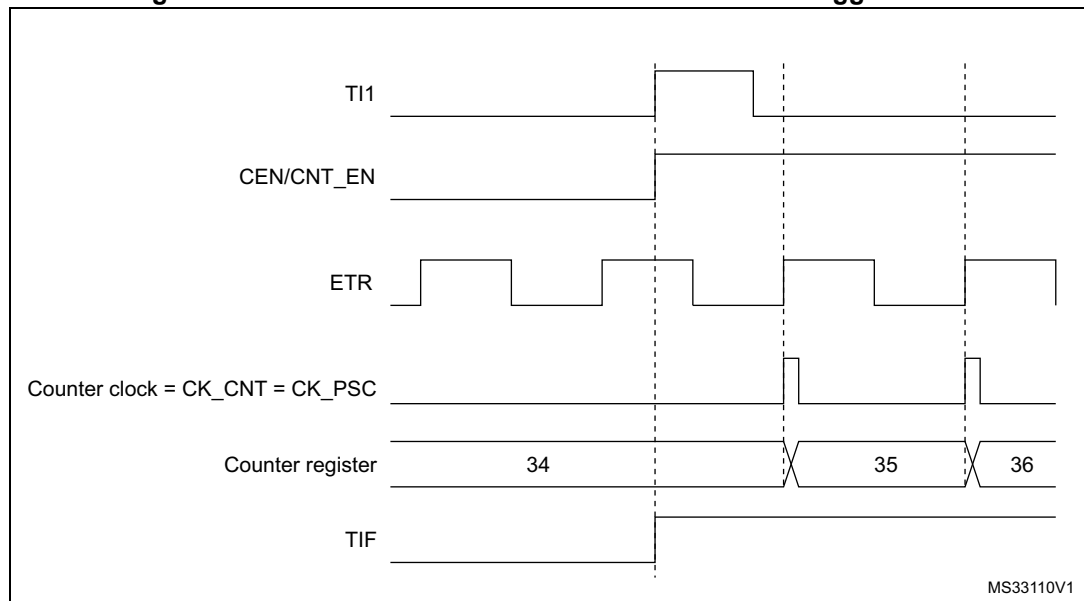 TI1
CEN/CNT_EN
ETR
Counter clock = CK_CNT = CK_PSC
Counter register
34
35
36
TIF
MS33110V1